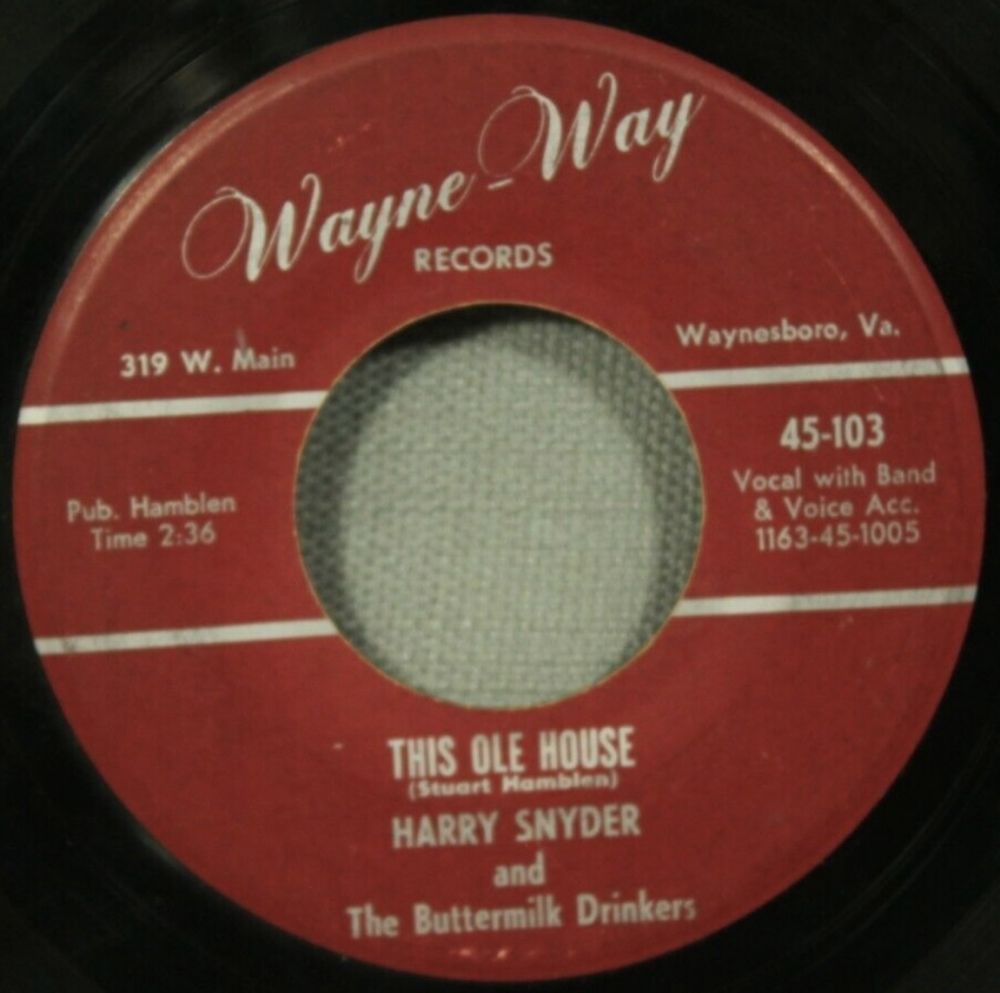 Wayne-Way
RECORDS
319 W. Main
Waynesboro, Va.
Pub. Hamblen
Time 2:36
45-103
Vocal with Band
& Voice Acc.
1163-45-1005
THIS OLE HOUSE
(Stuart Hamblen)
HARRY SNYDER
and
The Buttermilk Drinkers